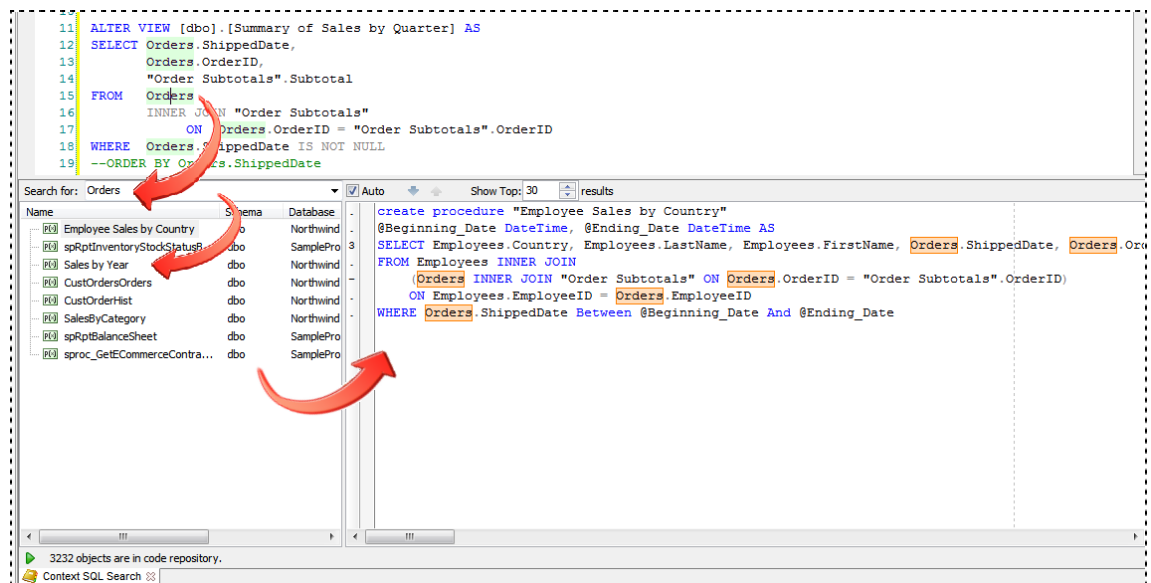 11 ALTER VIEW [dbo].[Summary of Sales by Quarter] AS
12 SELECT Orders.ShippedDate,
13 Orders.OrderID,
14 "Order Subtotals".Subtotal
15 FROM Orders
16 INNER JOIN "Order Subtotals"
17 ON Orders.OrderID = "Order Subtotals".OrderID
18 WHERE Orders.ShippedDate IS NOT NULL
19 --ORDER BY Orders.ShippedDate
Search for: Orders Auto Show Top: 30 results
Name Schema Database
Employee Sales by Country dbo Northwind
spRptInventoryStockStatusB... dbo SamplePro
Sales by Year dbo Northwind
CustOrdersOrders dbo Northwind
CustOrderHist dbo Northwind
SalesByCategory dbo Northwind
spRptBalanceSheet dbo SamplePro
sproc_GetECommerceContra... dbo SamplePro
create procedure "Employee Sales by Country"
@Beginning_Date DateTime, @Ending_Date DateTime AS
3 SELECT Employees.Country, Employees.LastName, Employees.FirstName, Orders.ShippedDate, Orders.Orc
FROM Employees INNER JOIN
(Orders INNER JOIN "Order Subtotals" ON Orders.OrderID = "Order Subtotals".OrderID)
ON Employees.EmployeeID = Orders.EmployeeID
WHERE Orders.ShippedDate Between @Beginning_Date And @Ending_Date
3232 objects are in code repository.
Context SQL Search